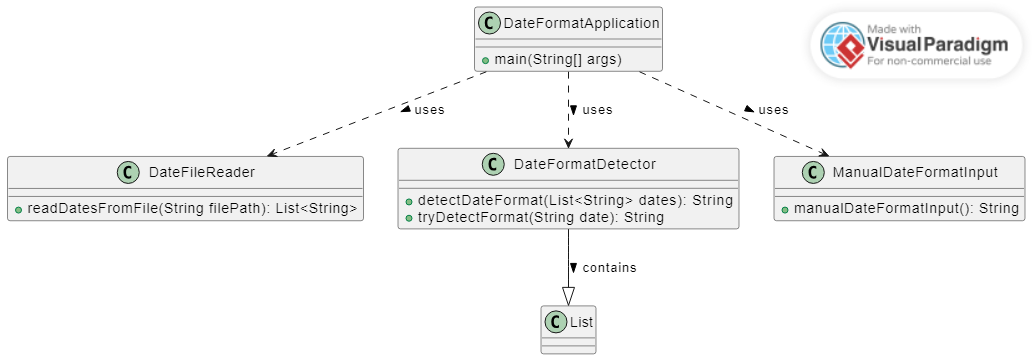 C DateFormatApplication
main(String[] args)
Made with
Visual Paradigm
For non-commercial use
uses
uses
uses
C DateFileReader
readDatesFromFile(String filePath): List<String>
C DateFormatDetector
detectDateFormat(List<String> dates): String
tryDetectFormat(String date): String
C ManualDateFormatInput
manualDateFormatInput(): String
contains
C List